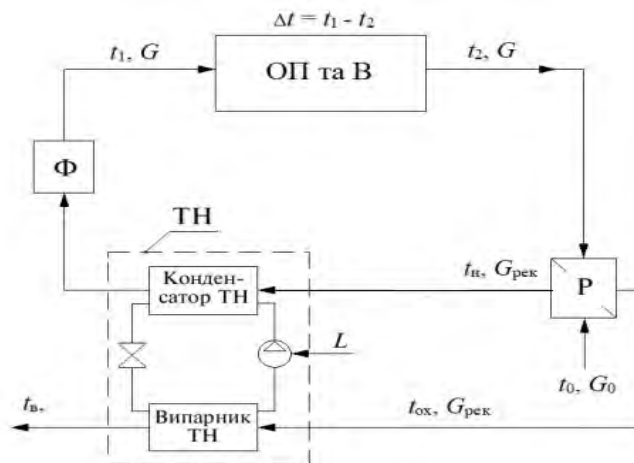 Δt = t₁ - t₂
t₁, G
ОП та В
t₂, G
Ф
ТН
Конден-
сатор ТН
tн, Gрек
Р
L
t₀, G₀
tв,
Випарник
ТН
tох, Gрек